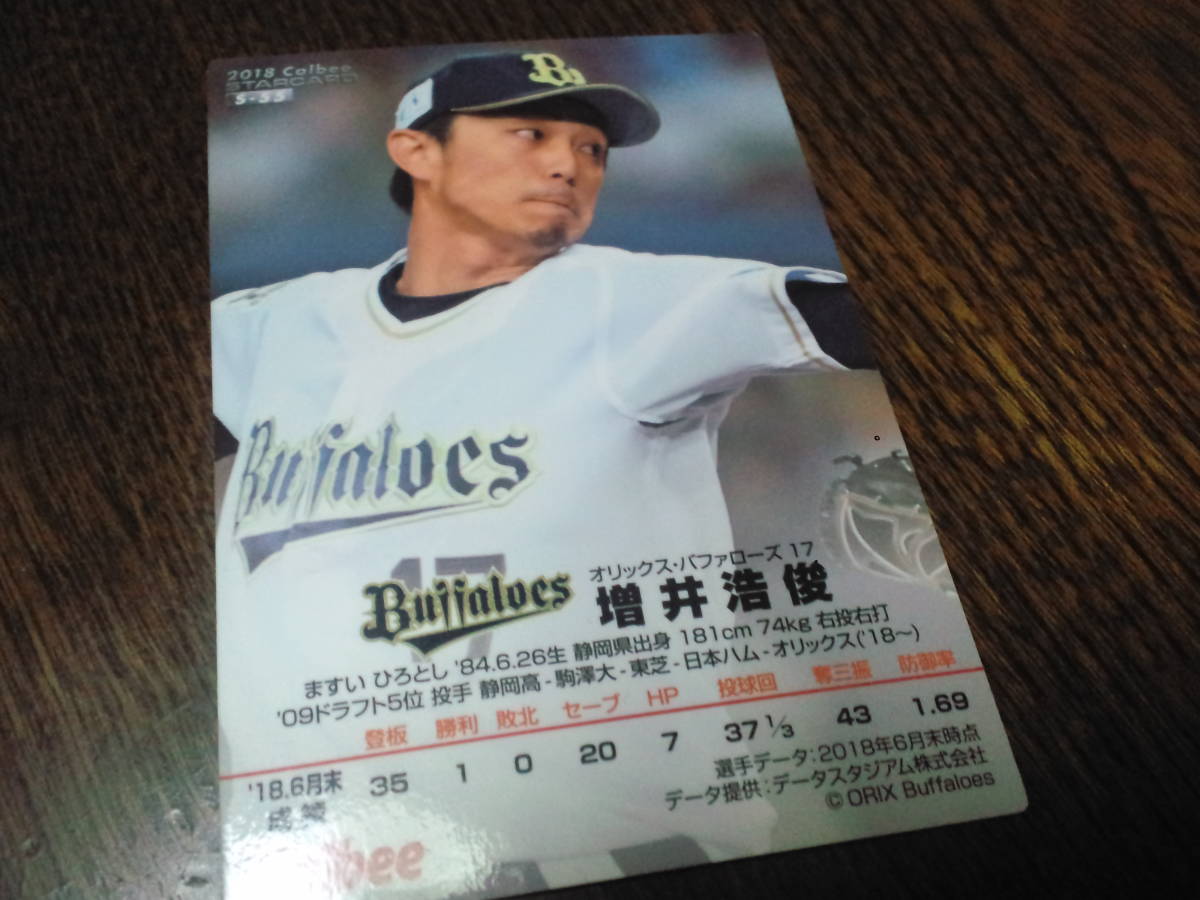 2018 Calbee
STARCARD
S-55
B
Buffaloes
17
Buffaloes
オリックス・バファローズ 17
増井浩俊
ますい ひろとし '84.6.26生 静岡県出身 181cm 74kg 右投右打
'09ドラフト5位 投手 静岡高-駒澤大-東芝-日本ハム-オリックス('18〜)
登板 勝利 敗北 セーブ HP 投球回 奪三振 防御率
'18.6月末 35 1 0 20 7 37 1/3 43 1.69
成績
選手データ:2018年6月末時点
データ提供:データスタジアム株式会社
© ORIX Buffaloes
bee